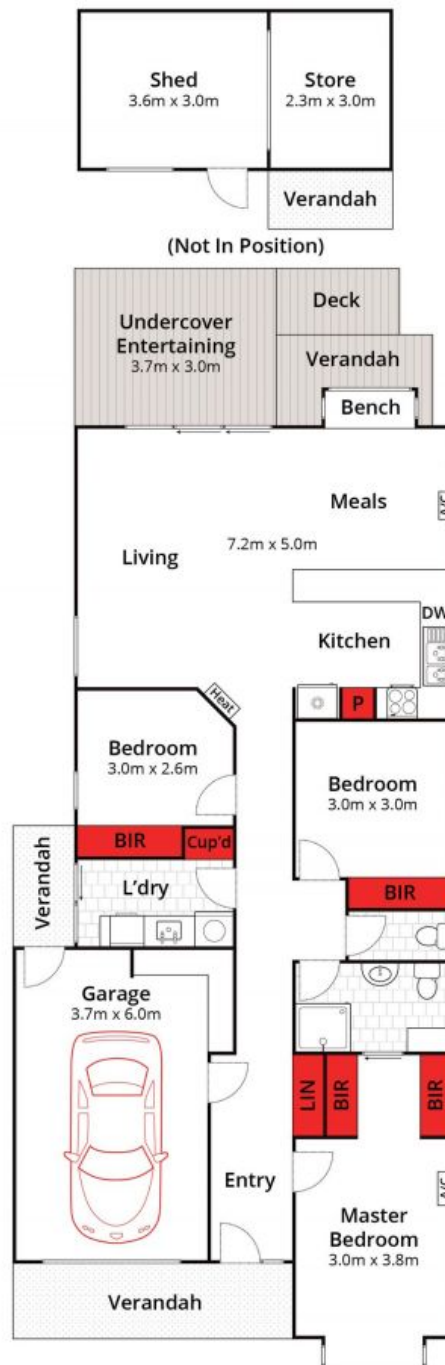 Shed
3.6m x 3.0m
Store
2.3m x 3.0m
Verandah
(Not In Position)
Undercover
Entertaining
3.7m x 3.0m
Deck
Verandah
Bench
Meals
A/C
Living
7.2m x 5.0m
DW
Kitchen
Heat
P
Bedroom
3.0m x 2.6m
Bedroom
3.0m x 3.0m
BIR
Cup'd
Verandah
L'dry
BIR
Garage
3.7m x 6.0m
LIN
BIR
BIR
Entry
A/C
Master
Bedroom
3.0m x 3.8m
Verandah